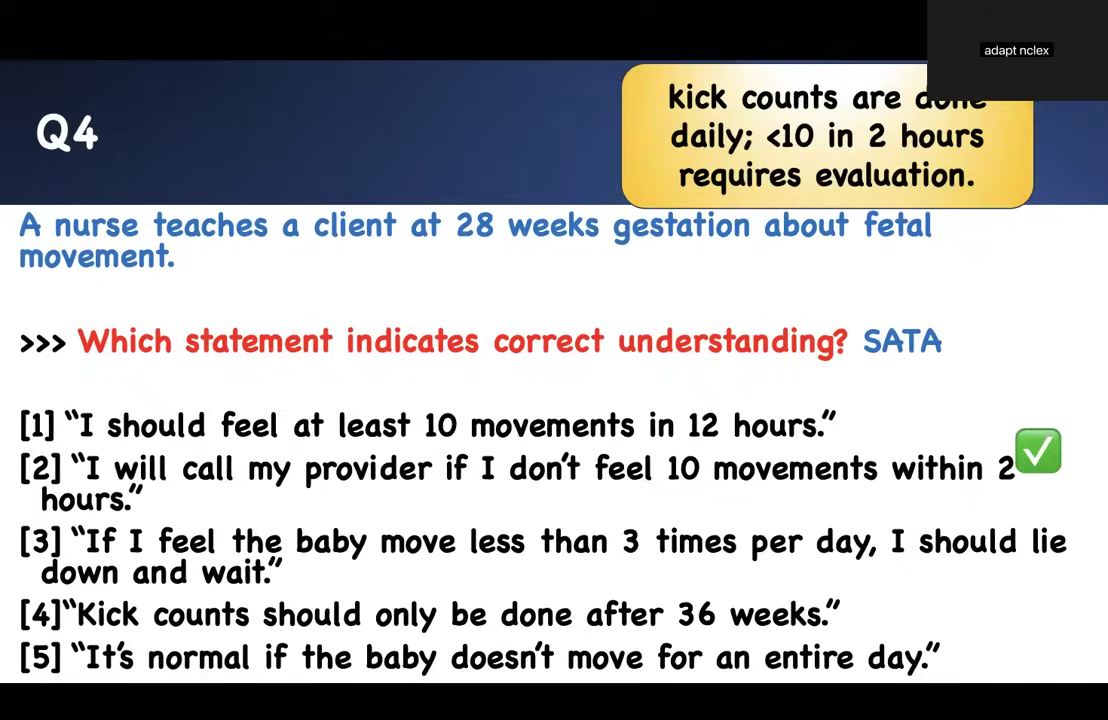 adapt nclex
Q4
kick counts are done
daily; <10 in 2 hours
requires evaluation.
A nurse teaches a client at 28 weeks gestation about fetal
movement.
>>> Which statement indicates correct understanding? SATA
[1] “I should feel at least 10 movements in 12 hours.”
[2] “I will call my provider if I don’t feel 10 movements within 2
hours.”
[3] “If I feel the baby move less than 3 times per day, I should lie
down and wait.”
[4]“Kick counts should only be done after 36 weeks.”
[5] “It’s normal if the baby doesn’t move for an entire day.”